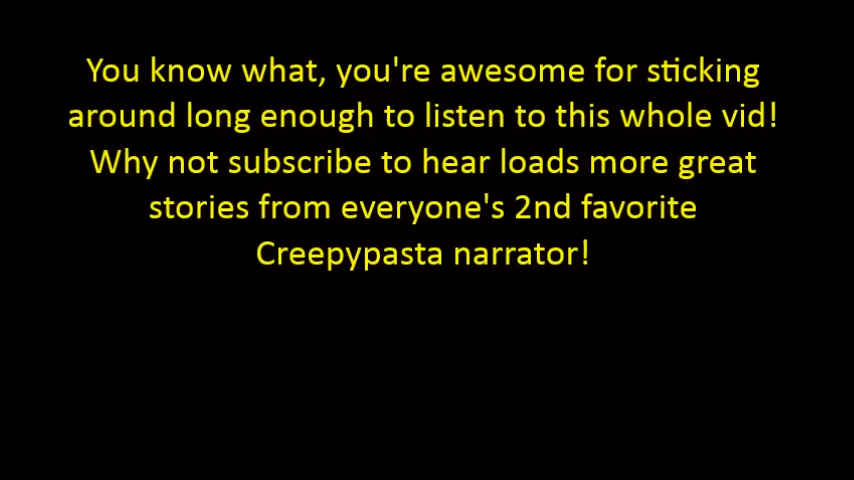 You know what, you're awesome for sticking
around long enough to listen to this whole vid!
Why not subscribe to hear loads more great
stories from everyone's 2nd favorite
Creepypasta narrator!